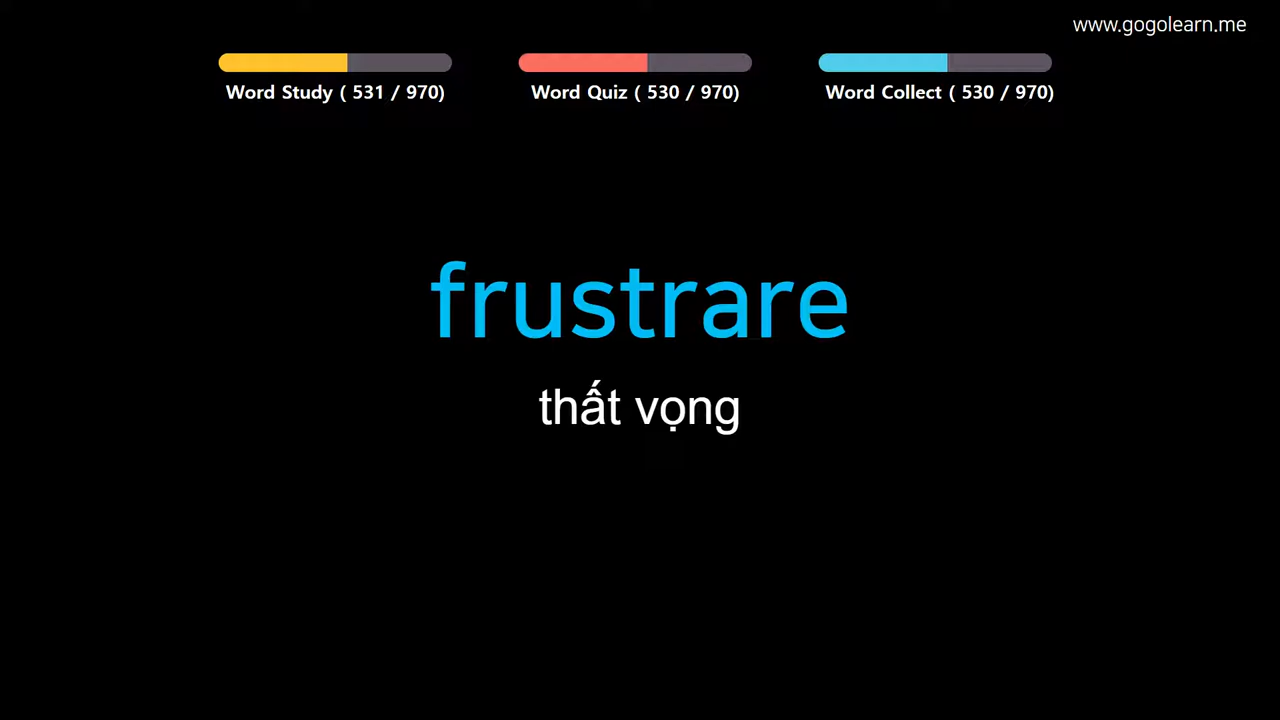 www.gogolearn.me
Word Study ( 531 / 970)
Word Quiz ( 530 / 970)
Word Collect ( 530 / 970)
frustrare
thất vọng